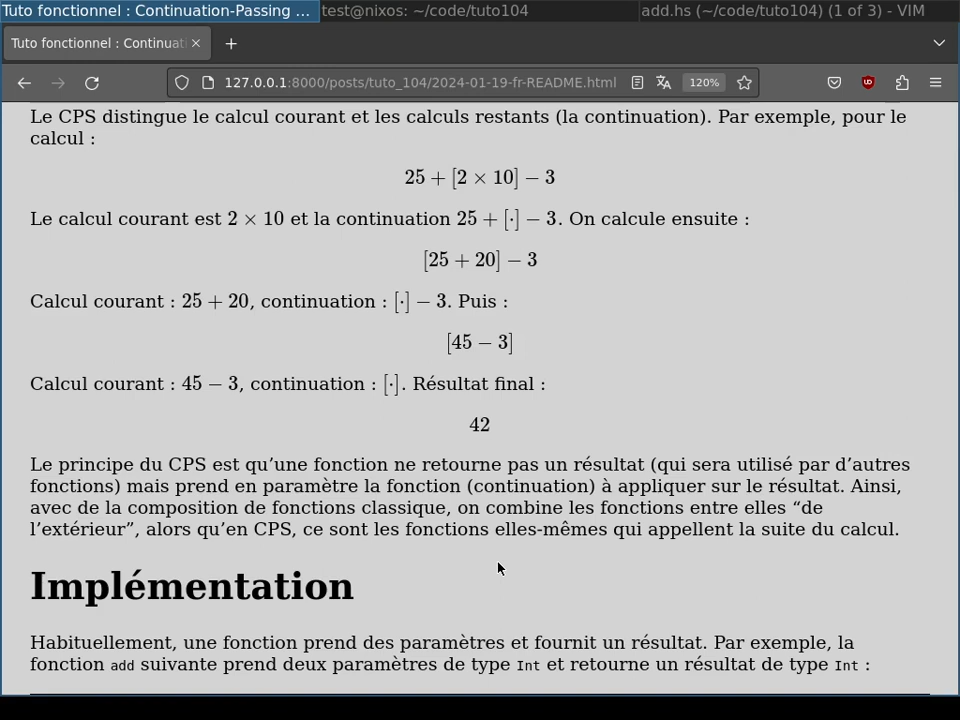 Tuto fonctionnel : Continuation-Passing ...
test@nixos: ~/code/tuto104
add.hs (~/code/tuto104) (1 of 3) - VIM
Tuto fonctionnel : Continuati
127.0.0.1:8000/posts/tuto_104/2024-01-19-fr-README.html
120%
Le CPS distingue le calcul courant et les calculs restants (la continuation). Par exemple, pour le
calcul :
25 + [2 × 10] − 3
Le calcul courant est 2 × 10 et la continuation 25 + [·] − 3. On calcule ensuite :
[25 + 20] − 3
Calcul courant : 25 + 20, continuation : [·] − 3. Puis :
[45 − 3]
Calcul courant : 45 − 3, continuation : [·]. Résultat final :
42
Le principe du CPS est qu’une fonction ne retourne pas un résultat (qui sera utilisé par d’autres
fonctions) mais prend en paramètre la fonction (continuation) à appliquer sur le résultat. Ainsi,
avec de la composition de fonctions classique, on combine les fonctions entre elles “de
l’extérieur”, alors qu’en CPS, ce sont les fonctions elles-mêmes qui appellent la suite du calcul.
Implémentation
Habituellement, une fonction prend des paramètres et fournit un résultat. Par exemple, la
fonction add suivante prend deux paramètres de type Int et retourne un résultat de type Int :